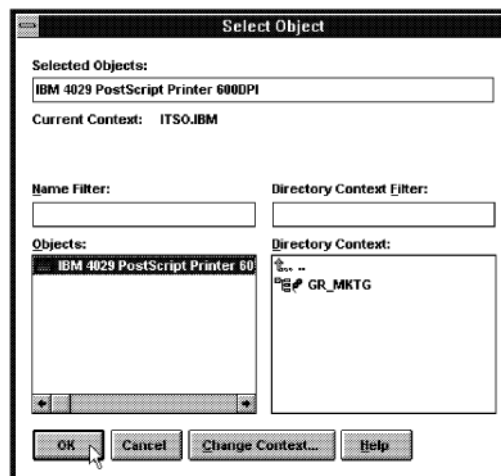 Select Object
Selected Objects:
IBM 4029 PostScript Printer 600DPI
Current Context: ITSO.IBM
Name Filter: Directory Context Filter:
Objects: Directory Context:
IBM 4029 PostScript Printer 60 ..
GR_MKTG
OK Cancel Change Context... Help